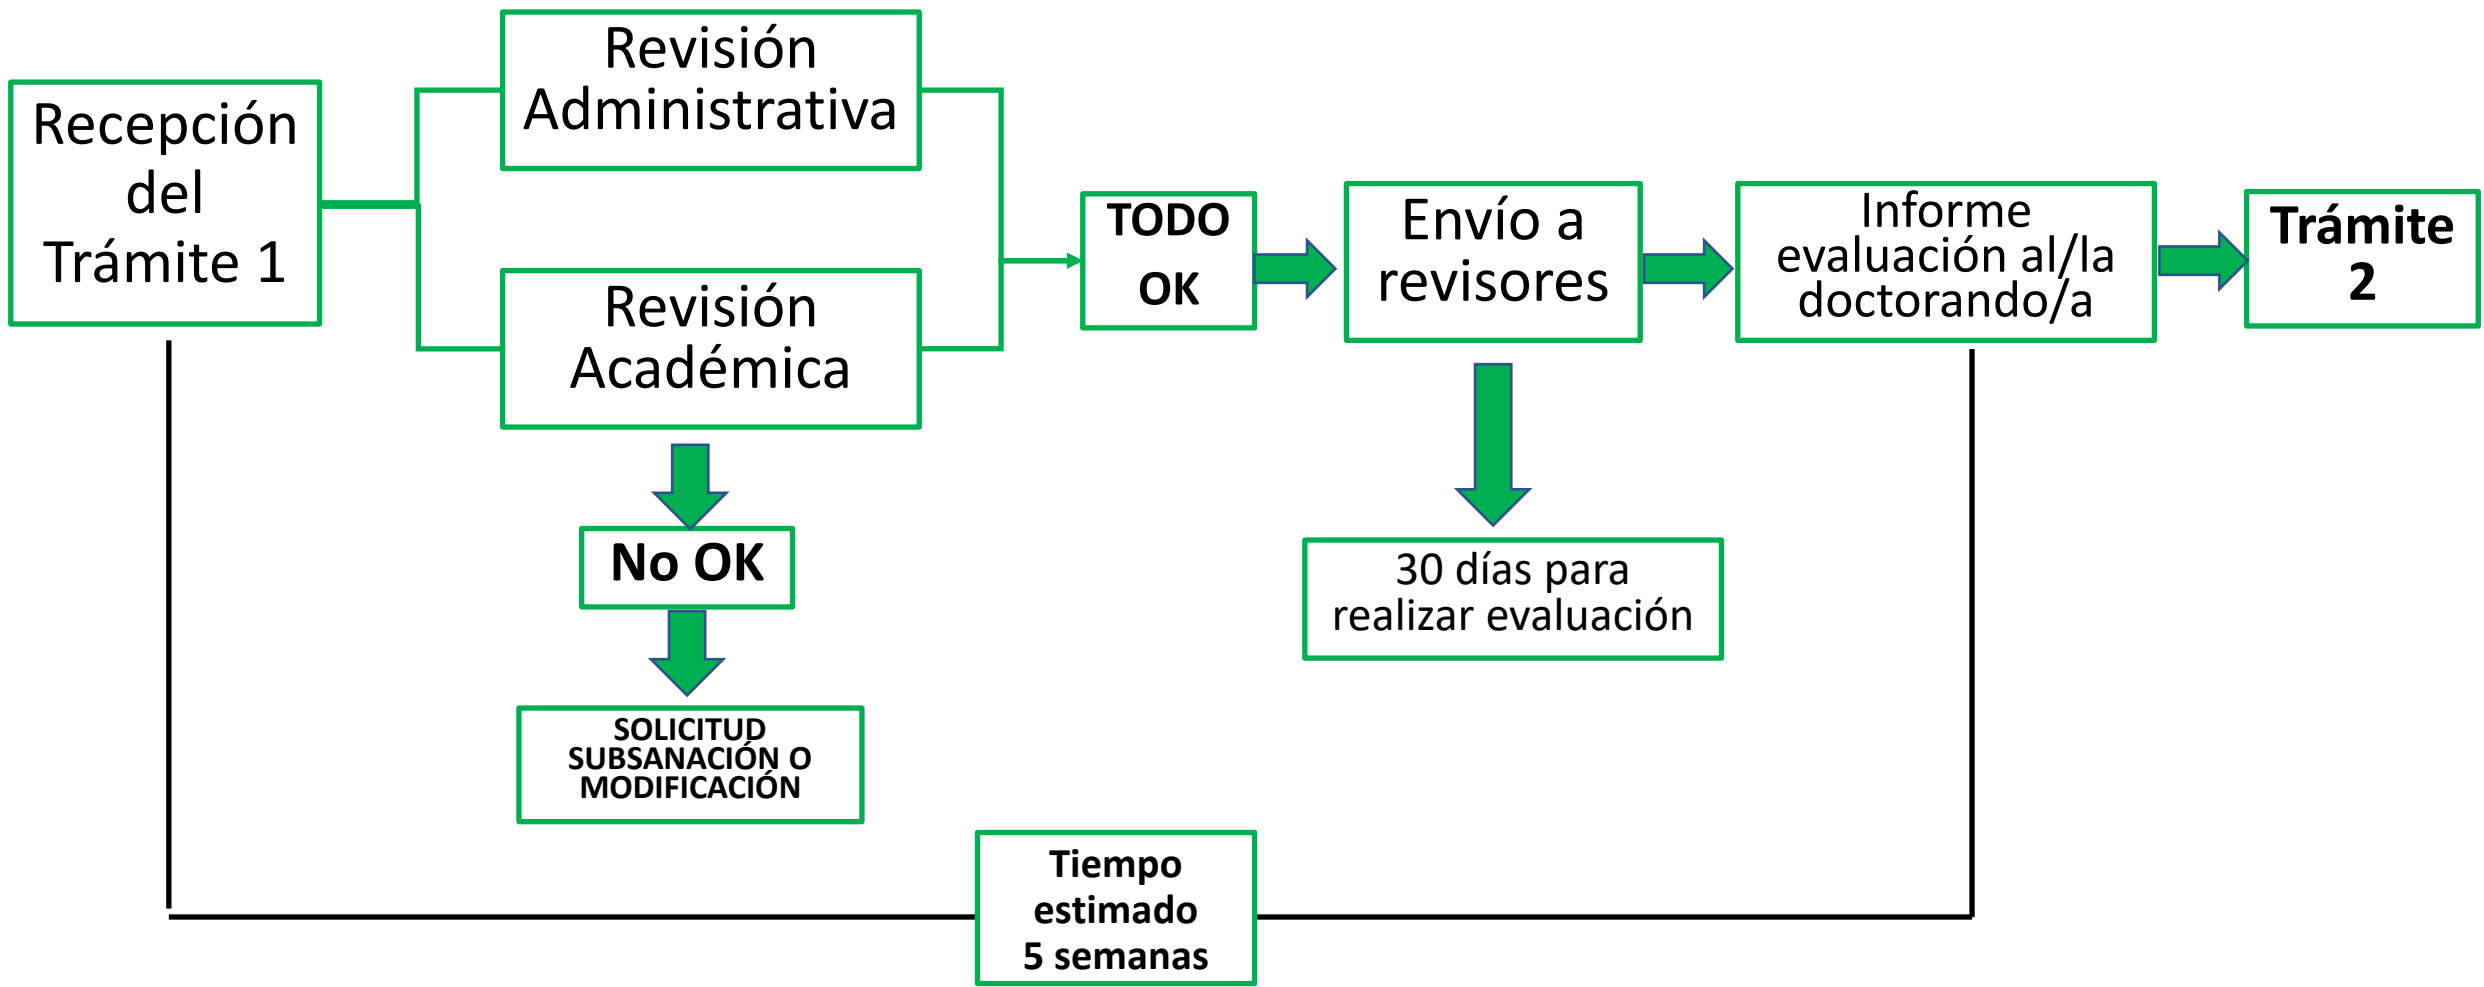 Recepción
del
Trámite 1
Revisión
Administrativa
Revisión
Académica
No OK
SOLICITUD
SUBSANACIÓN O
MODIFICACIÓN
TODO
OK
Envío a
revisores
30 días para
realizar evaluación
Informe
evaluación al/la
doctorando/a
Trámite
2
Tiempo
estimado
5 semanas